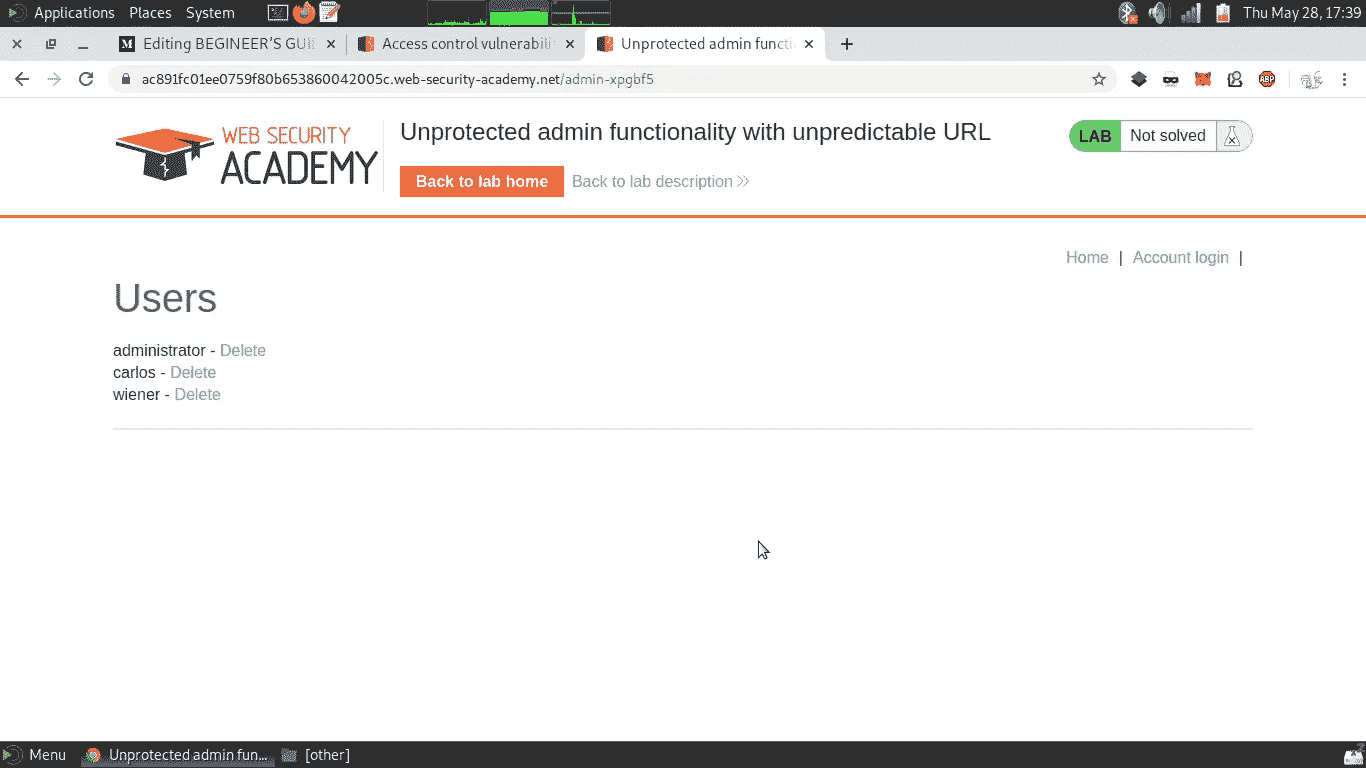 Applications Places System Thu May 28, 17:39
Editing BEGINEER'S GUI Access control vulnerabili Unprotected admin functi
ac891fc01ee0759f80b653860042005c.web-security-academy.net/admin-xpgbf5 ABP
WEB SECURITY
ACADEMY
Unprotected admin functionality with unpredictable URL
LAB Not solved
Back to lab home Back to lab description
Home | Account login |
Users
administrator - Delete
carlos - Delete
wiener - Delete
Menu Unprotected admin fun... [other]